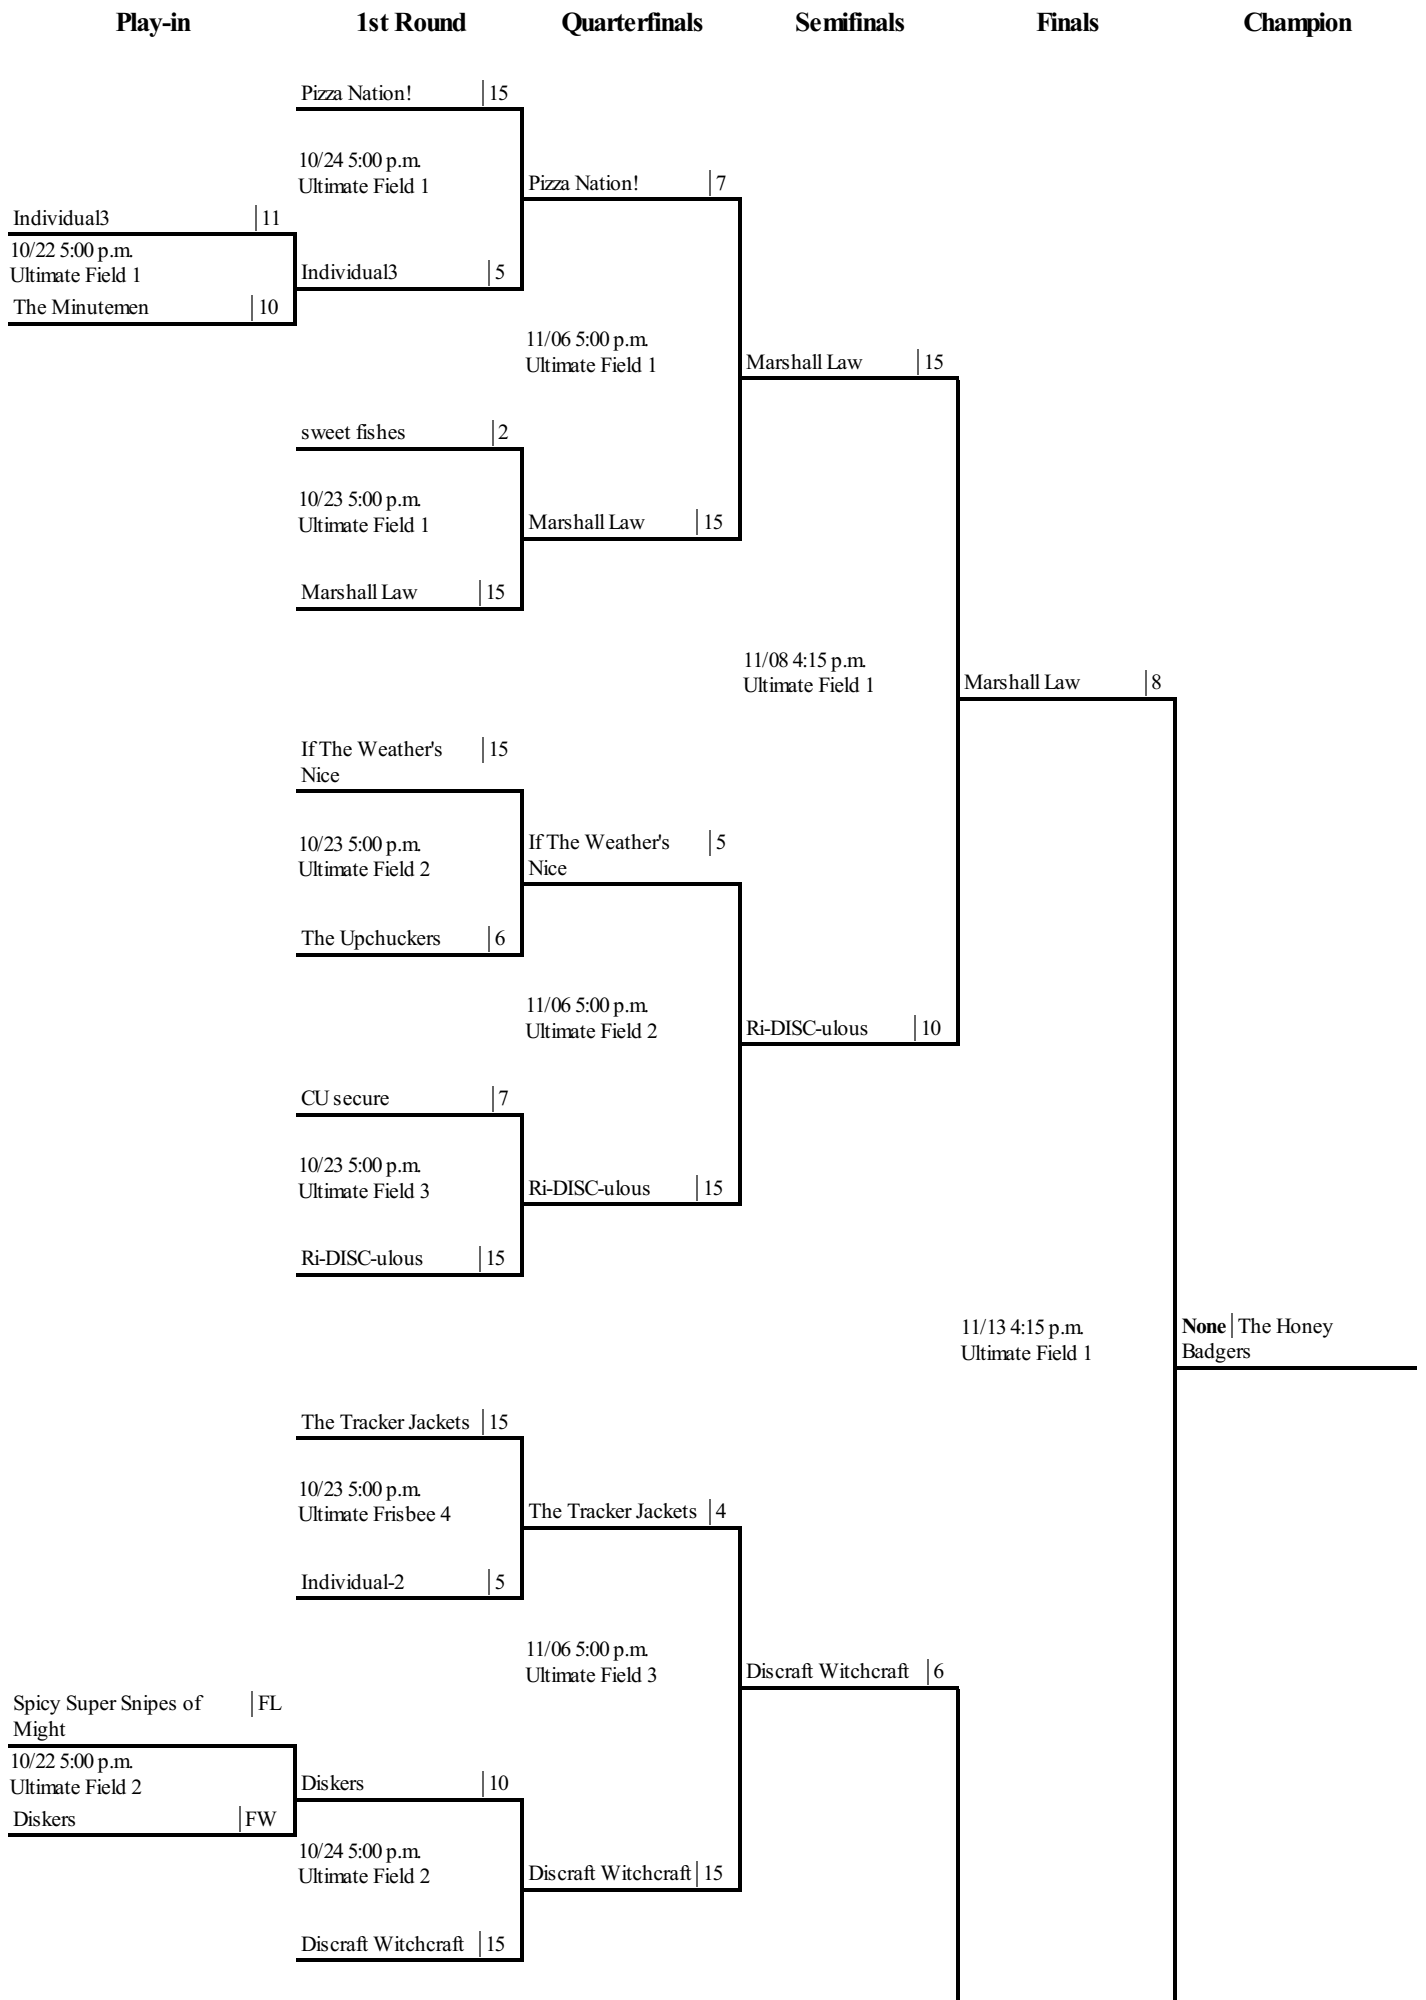 Play-in 1st Round Quarterfinals Semifinals Finals Champion
Pizza Nation! 15
10/24 5:00 p.m.
Ultimate Field 1
Pizza Nation! 7
Individual3 11
10/22 5:00 p.m.
Ultimate Field 1
Individual3 5
The Minutemen 10
11/06 5:00 p.m.
Ultimate Field 1
Marshall Law 15
sweet fishes 2
10/23 5:00 p.m.
Ultimate Field 1
Marshall Law 15
Marshall Law 15
11/08 4:15 p.m.
Ultimate Field 1
Marshall Law 8
If The Weather's 15
Nice
10/23 5:00 p.m.
Ultimate Field 2
If The Weather's 5
Nice
The Upchuckers 6
11/06 5:00 p.m.
Ultimate Field 2
Ri-DISC-ulous 10
CU secure 7
10/23 5:00 p.m.
Ultimate Field 3
Ri-DISC-ulous 15
Ri-DISC-ulous 15
11/13 4:15 p.m.
Ultimate Field 1
None | The Honey
Badgers
The Tracker Jackets 15
10/23 5:00 p.m.
Ultimate Frisbee 4
The Tracker Jackets 4
Individual-2 5
11/06 5:00 p.m.
Ultimate Field 3
Discraft Witchcraft 6
Spicy Super Snipes of FL
Might
10/22 5:00 p.m.
Ultimate Field 2
Diskers 10
Diskers FW
10/24 5:00 p.m.
Ultimate Field 2
Discraft Witchcraft 15
Discraft Witchcraft 15